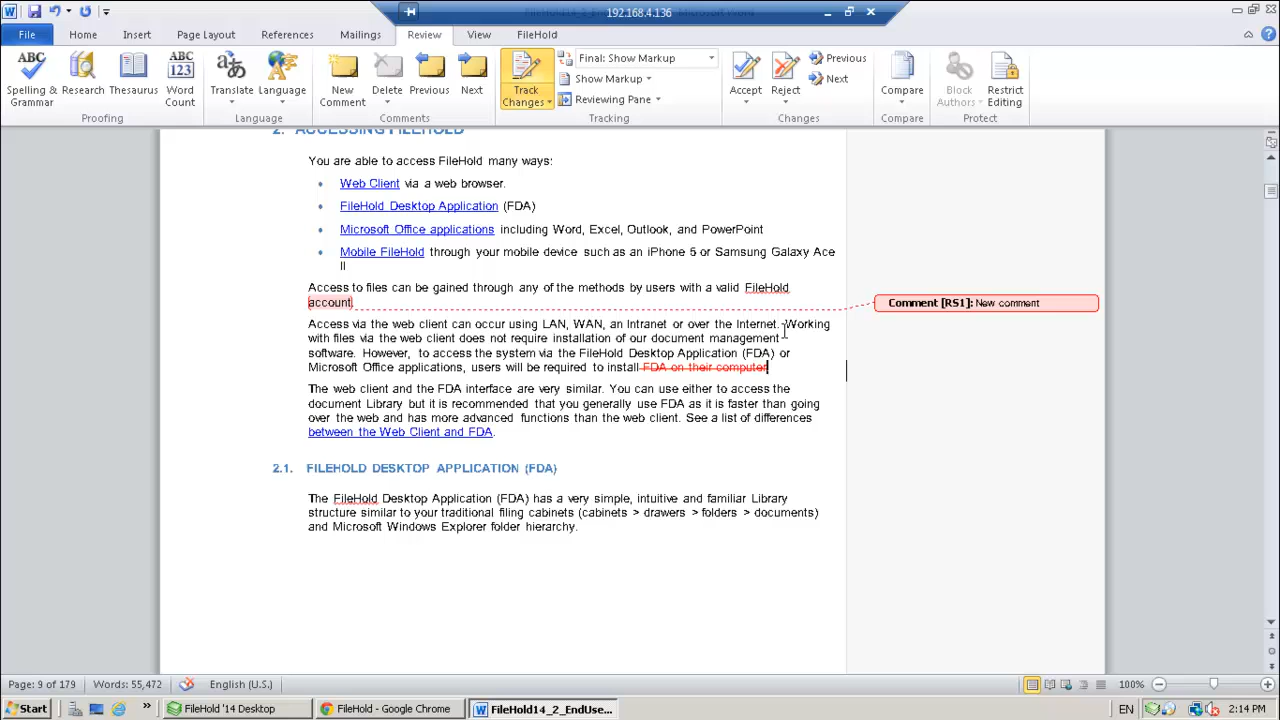 FileHold14_2_EndUser... Microsoft Word
192.168.4.136
File Home Insert Page Layout References Mailings Review View FileHold
ABC
ABC
123
Spelling & Grammar
Research
Thesaurus
Word Count
Translate
Language
New Comment
Delete
Previous
Next
Track Changes
Final: Show Markup
Show Markup
Reviewing Pane
Accept
Reject
Previous
Next
Compare
Block Authors
Restrict Editing
Proofing Language Comments Tracking Changes Compare Protect
2. ACCESSING FILEHOLD
You are able to access FileHold many ways:
• Web Client via a web browser.
• FileHold Desktop Application (FDA)
• Microsoft Office applications including Word, Excel, Outlook, and PowerPoint
• Mobile FileHold through your mobile device such as an iPhone 5 or Samsung Galaxy Ace
II
Access to files can be gained through any of the methods by users with a valid FileHold
account.
Comment [RS1]: New comment
Access via the web client can occur using LAN, WAN, an Intranet or over the Internet. Working
with files via the web client does not require installation of our document management
software. However, to access the system via the FileHold Desktop Application (FDA) or
Microsoft Office applications, users will be required to install FDA on their computer
The web client and the FDA interface are very similar. You can use either to access the
document Library but it is recommended that you generally use FDA as it is faster than going
over the web and has more advanced functions than the web client. See a list of differences
between the Web Client and FDA.
2.1. FILEHOLD DESKTOP APPLICATION (FDA)
The FileHold Desktop Application (FDA) has a very simple, intuitive and familiar Library
structure similar to your traditional filing cabinets (cabinets > drawers > folders > documents)
and Microsoft Windows Explorer folder hierarchy.
Page: 9 of 179 Words: 55,472 English (U.S.) 100%
Start FileHold '14 Desktop FileHold - Google Chrome FileHold14_2_EndUse... EN 2:14 PM